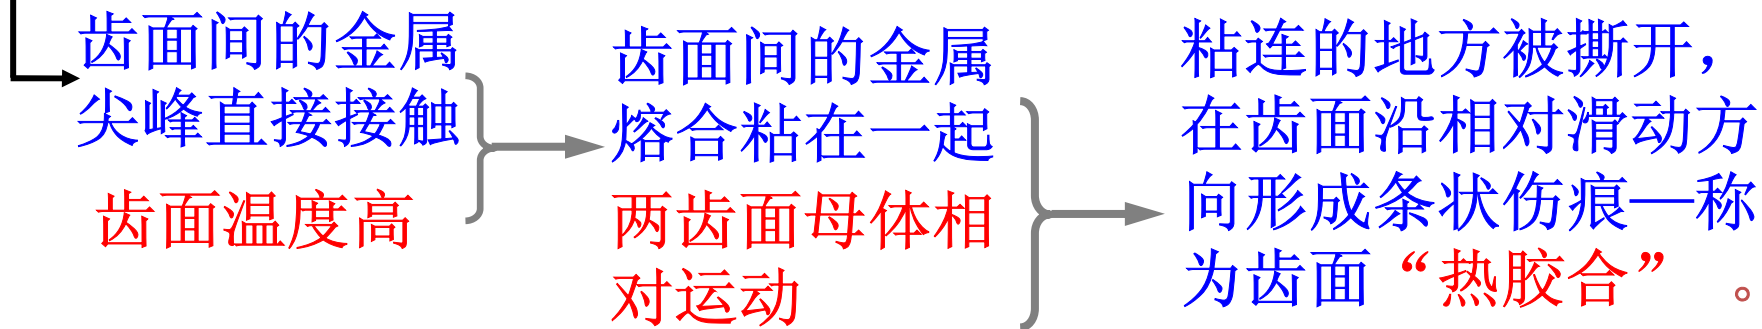 齿面间的金属
尖峰直接接触
齿面温度高
齿面间的金属
熔合粘在一起
两齿面母体相
对运动
粘连的地方被撕开，
在齿面沿相对滑动方
向形成条状伤痕—称
为齿面“热胶合” 。